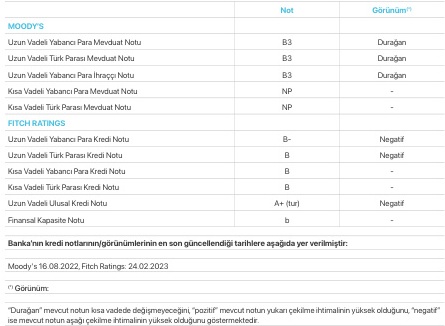 Not Görünüm(*)
MOODY'S
Uzun Vadeli Yabancı Para Mevduat Notu B3 Durağan
Uzun Vadeli Türk Parası Mevduat Notu B3 Durağan
Uzun Vadeli Yabancı Para İhraççı Notu B3 Durağan
Kısa Vadeli Yabancı Para Mevduat Notu NP -
Kısa Vadeli Türk Parası Mevduat Notu NP -
FITCH RATINGS
Uzun Vadeli Yabancı Para Kredi Notu B- Negatif
Uzun Vadeli Türk Parası Kredi Notu B Negatif
Kısa Vadeli Yabancı Para Kredi Notu B -
Kısa Vadeli Türk Parası Kredi Notu B -
Uzun Vadeli Ulusal Kredi Notu A+ (tur) Negatif
Finansal Kapasite Notu b -
Banka'nın kredi notlarının/görünümlerinin en son güncellendiği tarihlere aşağıda yer verilmiştir:
Moody's 16.08.2022, Fitch Ratings: 24.02.2023
(*) Görünüm:
"Durağan" mevcut notun kısa vadede değişmeyeceğini, "pozitif" mevcut notun yukarı çekilme ihtimalinin yüksek olduğunu, "negatif"
ise mevcut notun aşağı çekilme ihtimalinin yüksek olduğunu göstermektedir.